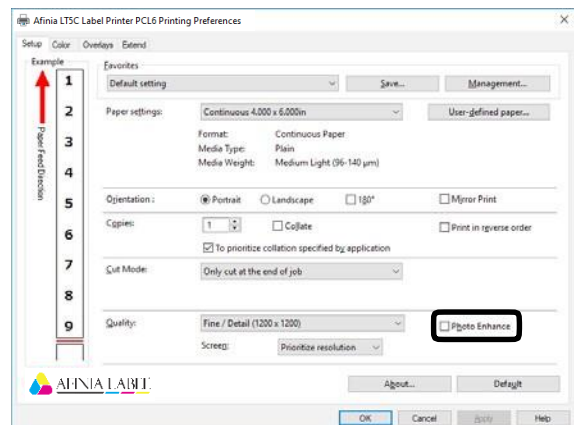 Afinia LT5C Label Printer PCL6 Printing Preferences
Setup Color Overlays Extend
Example
Paper Feed Direction
1
2
3
4
5
6
7
8
9
Favorites
Default setting Save... Management...
Paper settings: Continuous 4.000 x 6.000in User-defined paper...
Format: Continuous Paper
Media Type: Plain
Media Weight: Medium Light (96-140 μm)
Orientation : Portrait Landscape 180° Mirror Print
Copies: 1 Collate Print in reverse order
To prioritize collation specified by application
Cut Mode: Only cut at the end of job
Quality: Fine / Detail (1200 x 1200) Photo Enhance
Screen: Prioritize resolution
AFINIA LABEL
About... Default
OK Cancel Apply Help